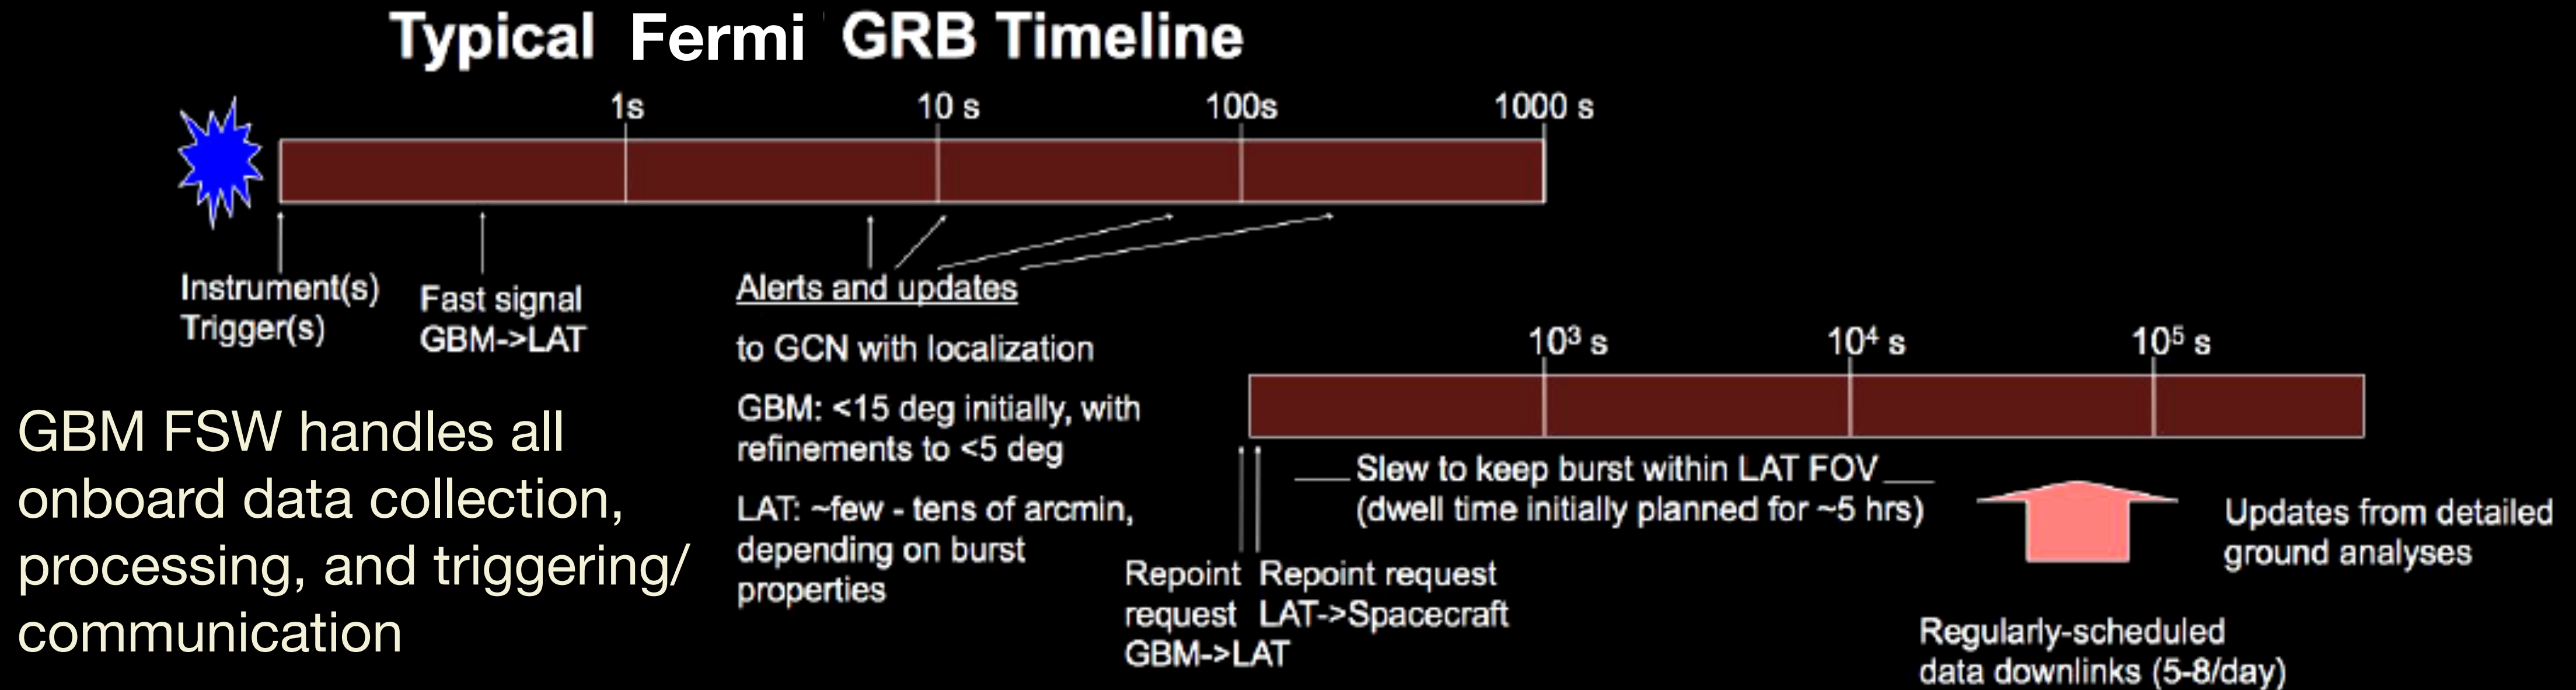 Typical Fermi GRB Timeline
1s
10 s
100s
1000 s
Instrument(s)
Trigger(s)
Fast signal
GBM->LAT
Alerts and updates
to GCN with localization
GBM: <15 deg initially, with
refinements to <5 deg
LAT: ~few - tens of arcmin,
depending on burst
properties
GBM FSW handles all
onboard data collection,
processing, and triggering/
communication
10³ s
10⁴ s
10⁵ s
Slew to keep burst within LAT FOV
(dwell time initially planned for ~5 hrs)
Repoint
request
GBM->LAT
Repoint request
LAT->Spacecraft
Updates from detailed
ground analyses
Regularly-scheduled
data downlinks (5-8/day)